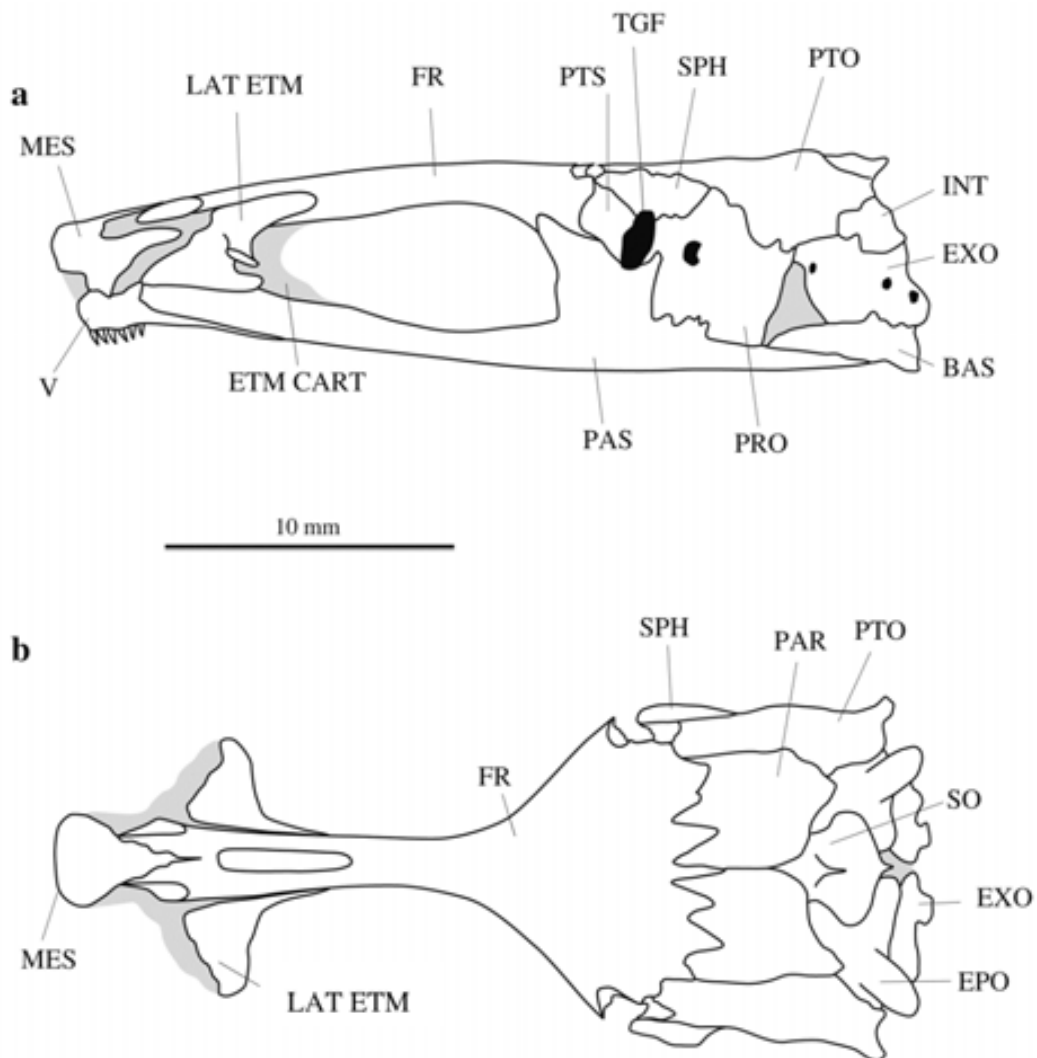 a
MES
LAT ETM
FR
PTS
TGF
SPH
PTO
INT
EXO
BAS
V
ETM CART
PAS
PRO
10 mm
b
SPH
PAR
PTO
FR
SO
EXO
EPO
MES
LAT ETM